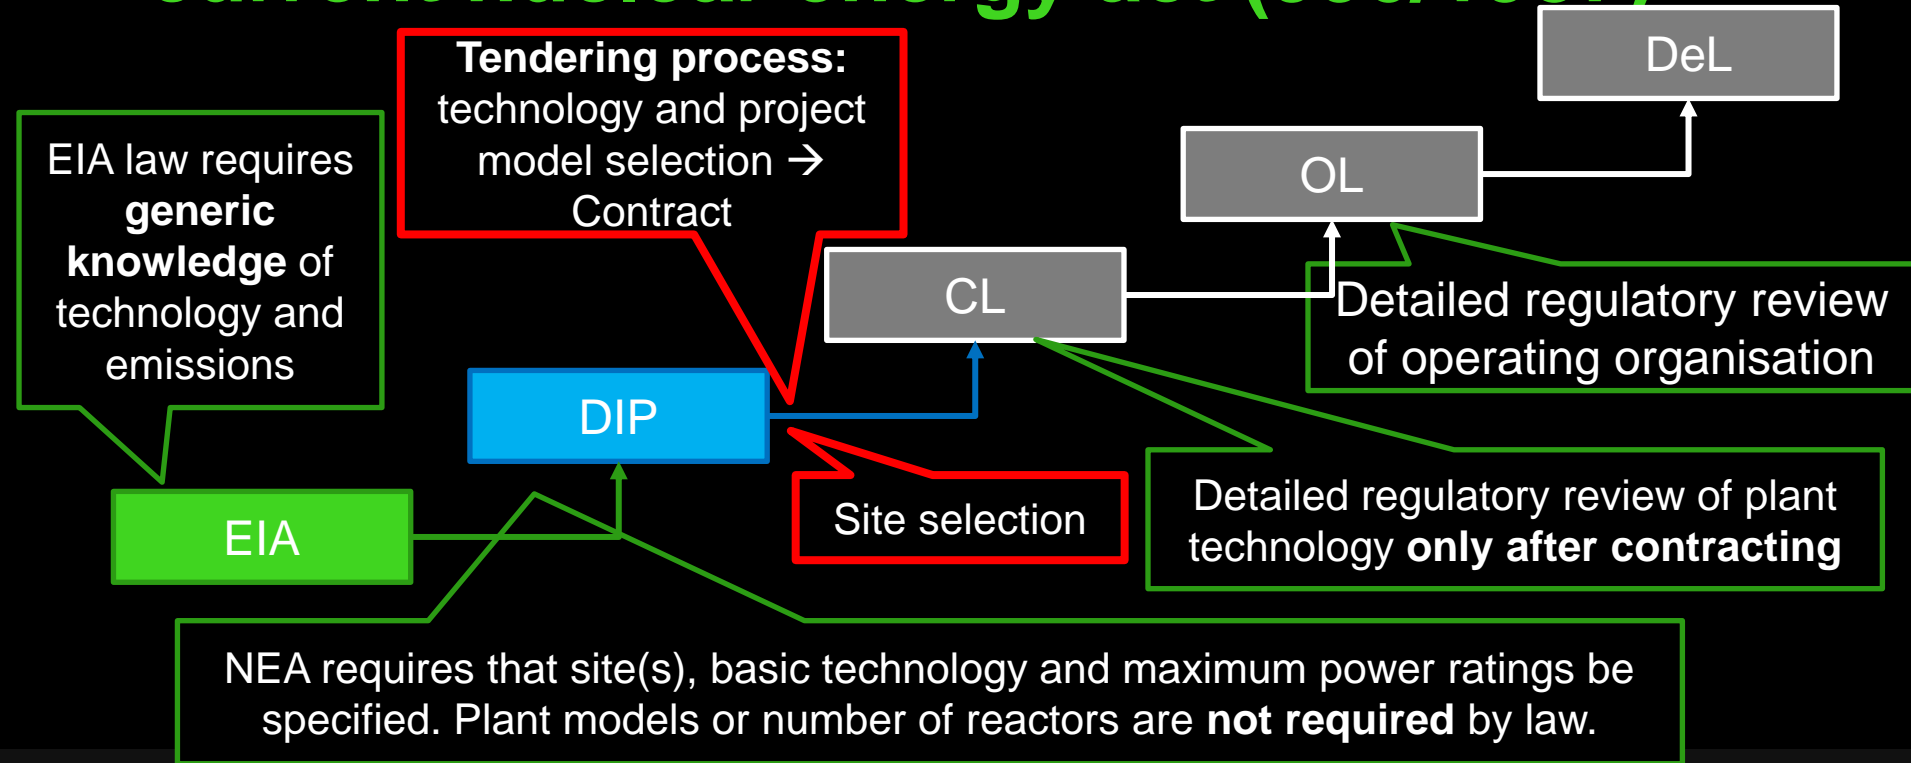 DeL
Tendering process:
technology and project
model selection →
Contract
EIA law requires
generic
knowledge of
technology and
emissions
OL
CL
Detailed regulatory review
of operating organisation
DIP
Site selection
Detailed regulatory review of plant
technology only after contracting
EIA
NEA requires that site(s), basic technology and maximum power ratings be
specified. Plant models or number of reactors are not required by law.